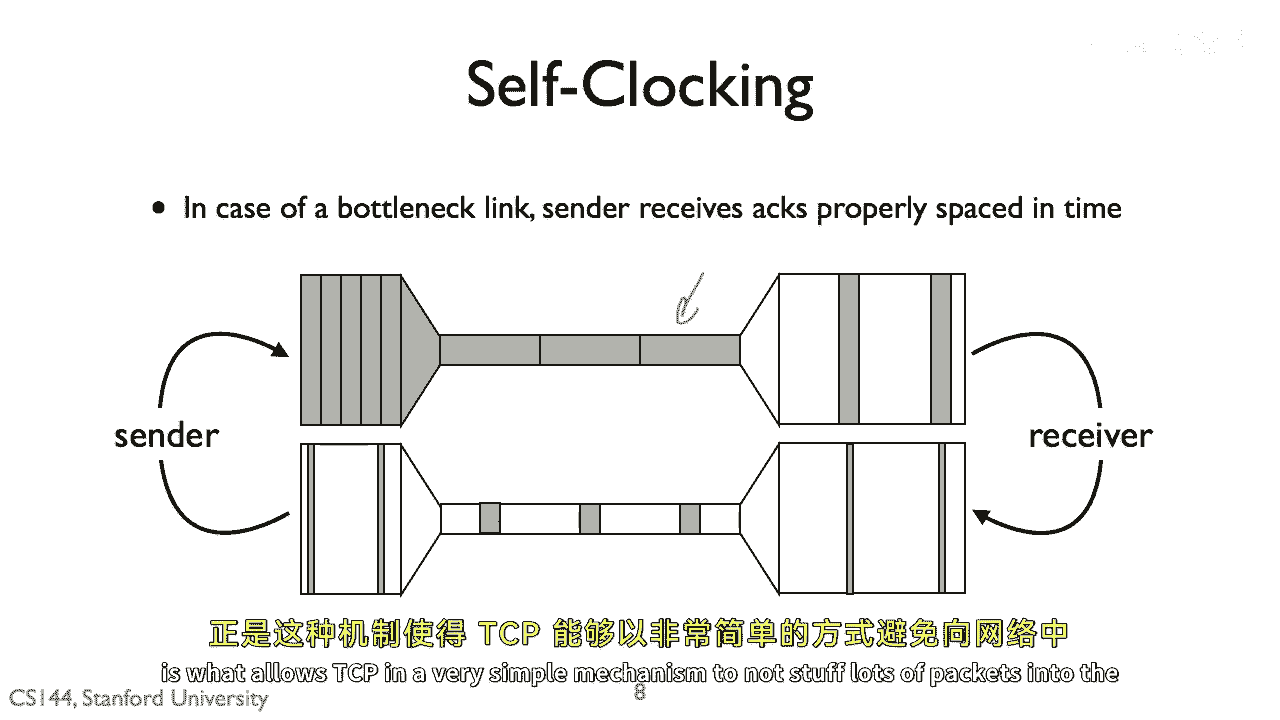 Self-Clocking
• In case of a bottleneck link, sender receives acks properly spaced in time
sender
receiver
正是这种机制使得 TCP 能够以非常简单的方式避免向网络中
is what allows TCP in a very simple mechanism to not stuff lots of packets into the
CS144, Stanford University
8